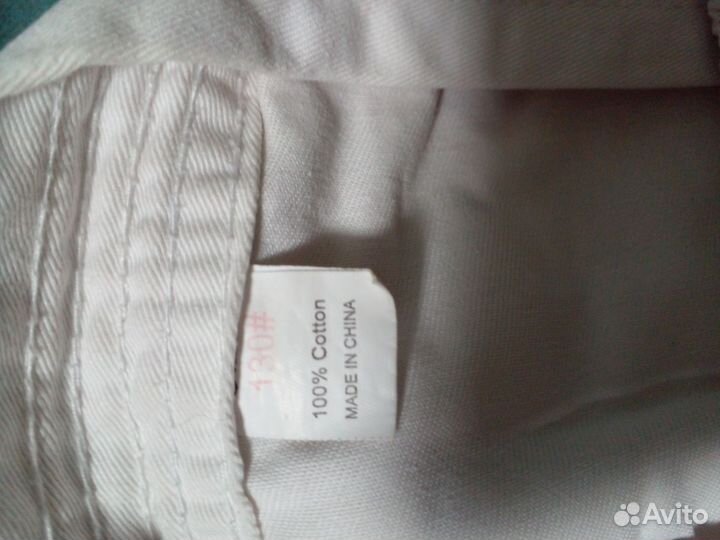 130#
100% Cotton
MADE IN CHINA
Avito